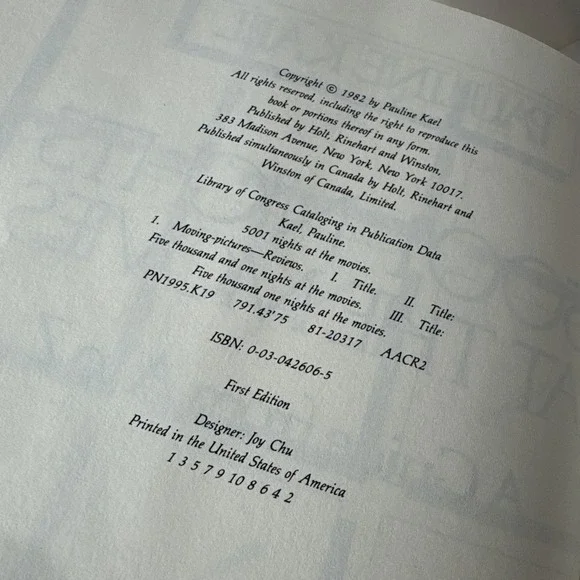 Copyright © 1982 by Pauline Kael
All rights reserved, including the right to reproduce this
book or portions thereof in any form.
Published by Holt, Rinehart and Winston,
383 Madison Avenue, New York, New York 10017.
Published simultaneously in Canada by Holt, Rinehart and
Winston of Canada, Limited.
Library of Congress Cataloging in Publication Data
Kael, Pauline.
5001 nights at the movies.
1. Moving-pictures—Reviews. I. Title. II. Title:
Five thousand and one nights at the movies. III. Title:
Five thousand one nights at the movies.
PN1995.K19 791.43'75 81-20317 AACR2
ISBN: 0-03-042606-5
First Edition
Designer: Joy Chu
Printed in the United States of America
1 3 5 7 9 10 8 6 4 2